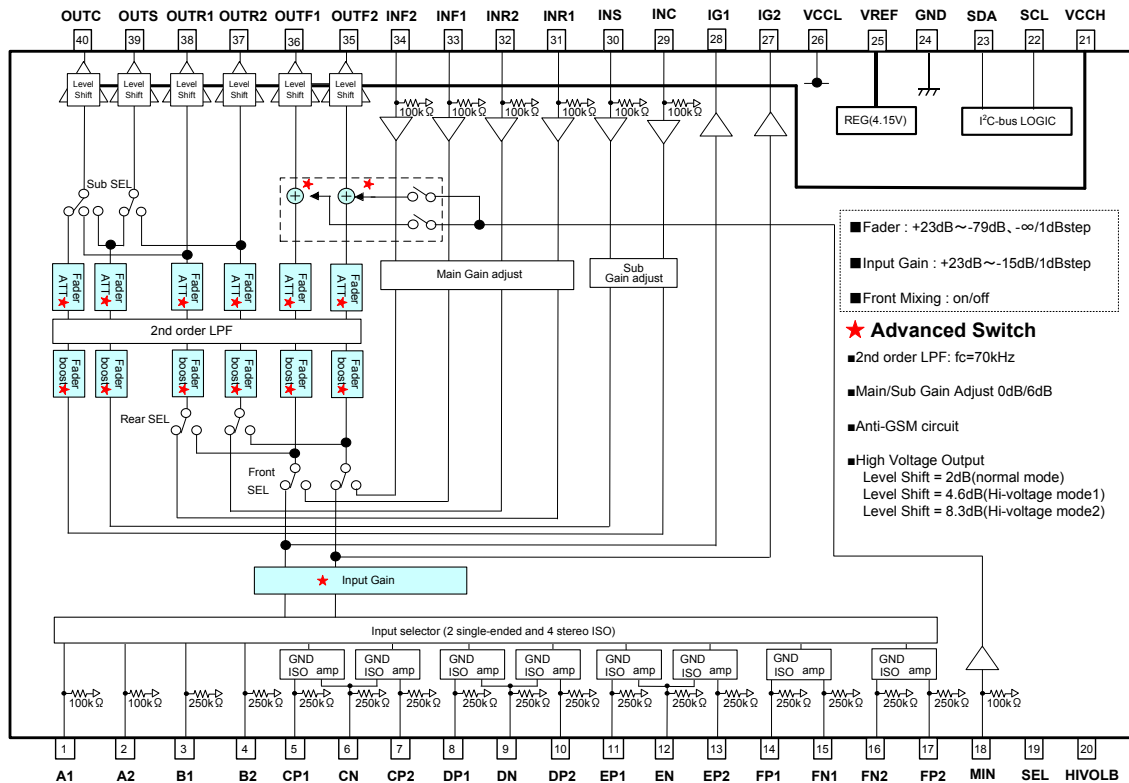 OUTC OUTS OUTR1 OUTR2 OUTF1 OUTF2 INF2 INF1 INR2 INR1 INS INC IG1 IG2 VCCL VREF GND SDA SCL VCCH
40 39 38 37 36 35 34 33 32 31 30 29 28 27 26 25 24 23 22 21
Level Shift
Level Shift
Level Shift
Level Shift
Level Shift
Level Shift
100kΩ 100kΩ 100kΩ 100kΩ 100kΩ 100kΩ
REG(4.15V)
I²C-bus LOGIC
Sub SEL
Main Gain adjust
Sub
Gain adjust
Fader ATT
Fader ATT
Fader ATT
Fader ATT
Fader ATT
Fader ATT
2nd order LPF
Fader boost
Fader boost
Fader boost
Fader boost
Fader boost
Fader boost
Rear SEL
Front
SEL
■Fader : +23dB～-79dB、-∞/1dBstep
■Input Gain : +23dB～-15dB/1dBstep
■Front Mixing : on/off
★ Advanced Switch
■2nd order LPF: fc=70kHz
■Main/Sub Gain Adjust 0dB/6dB
■Anti-GSM circuit
■High Voltage Output
Level Shift = 2dB(normal mode)
Level Shift = 4.6dB(Hi-voltage mode1)
Level Shift = 8.3dB(Hi-voltage mode2)
★ Input Gain
Input selector (2 single-ended and 4 stereo ISO)
GND ISO amp
GND ISO amp
GND ISO amp
GND ISO amp
GND ISO amp
GND ISO amp
GND ISO amp
GND ISO amp
100kΩ 100kΩ 250kΩ 250kΩ 250kΩ 250kΩ 250kΩ 250kΩ 250kΩ 250kΩ 250kΩ 250kΩ 250kΩ 250kΩ 250kΩ 250kΩ 250kΩ 100kΩ
1 2 3 4 5 6 7 8 9 10 11 12 13 14 15 16 17 18 19 20
A1 A2 B1 B2 CP1 CN CP2 DP1 DN DP2 EP1 EN EP2 FP1 FN1 FN2 FP2 MIN SEL HIVOLB